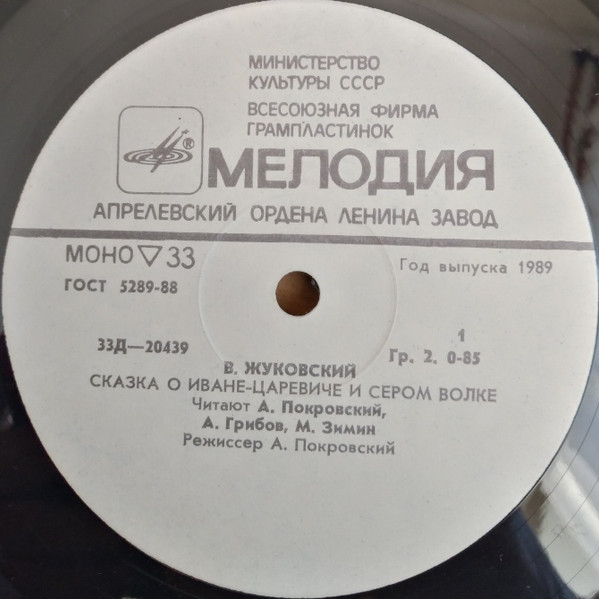 МИНИСТЕРСТВО
КУЛЬТУРЫ СССР
ВСЕСОЮЗНАЯ ФИРМА
ГРАМПЛАСТИНОК
®
МЕЛОДИЯ
АПРЕЛЕВСКИЙ ОРДЕНА ЛЕНИНА ЗАВОД
МОНО ▽ 33
Год выпуска 1989
ГОСТ 5289-88
33Д—20439
1
Гр. 2. 0-85
В. ЖУКОВСКИЙ
СКАЗКА О ИВАНЕ-ЦАРЕВИЧЕ И СЕРОМ ВОЛКЕ
Читают А. Покровский,
А. Грибов, М. Зимин
Режиссер А. Покровский